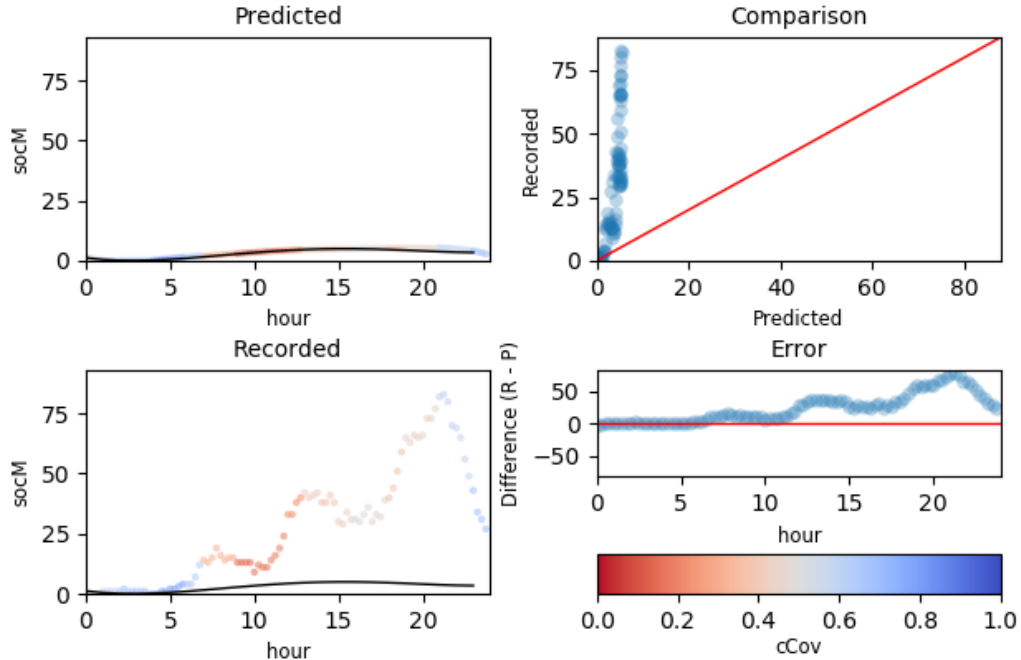 Predicted
socM
75
50
25
0
0 5 10 15 20
hour
Comparison
Recorded
75
50
25
0
0 20 40 60 80
Predicted
Recorded
socM
75
50
25
0
0 5 10 15 20
hour
Error
Difference (R - P)
50
0
−50
0 5 10 15 20
hour
0.0 0.2 0.4 0.6 0.8 1.0
cCov